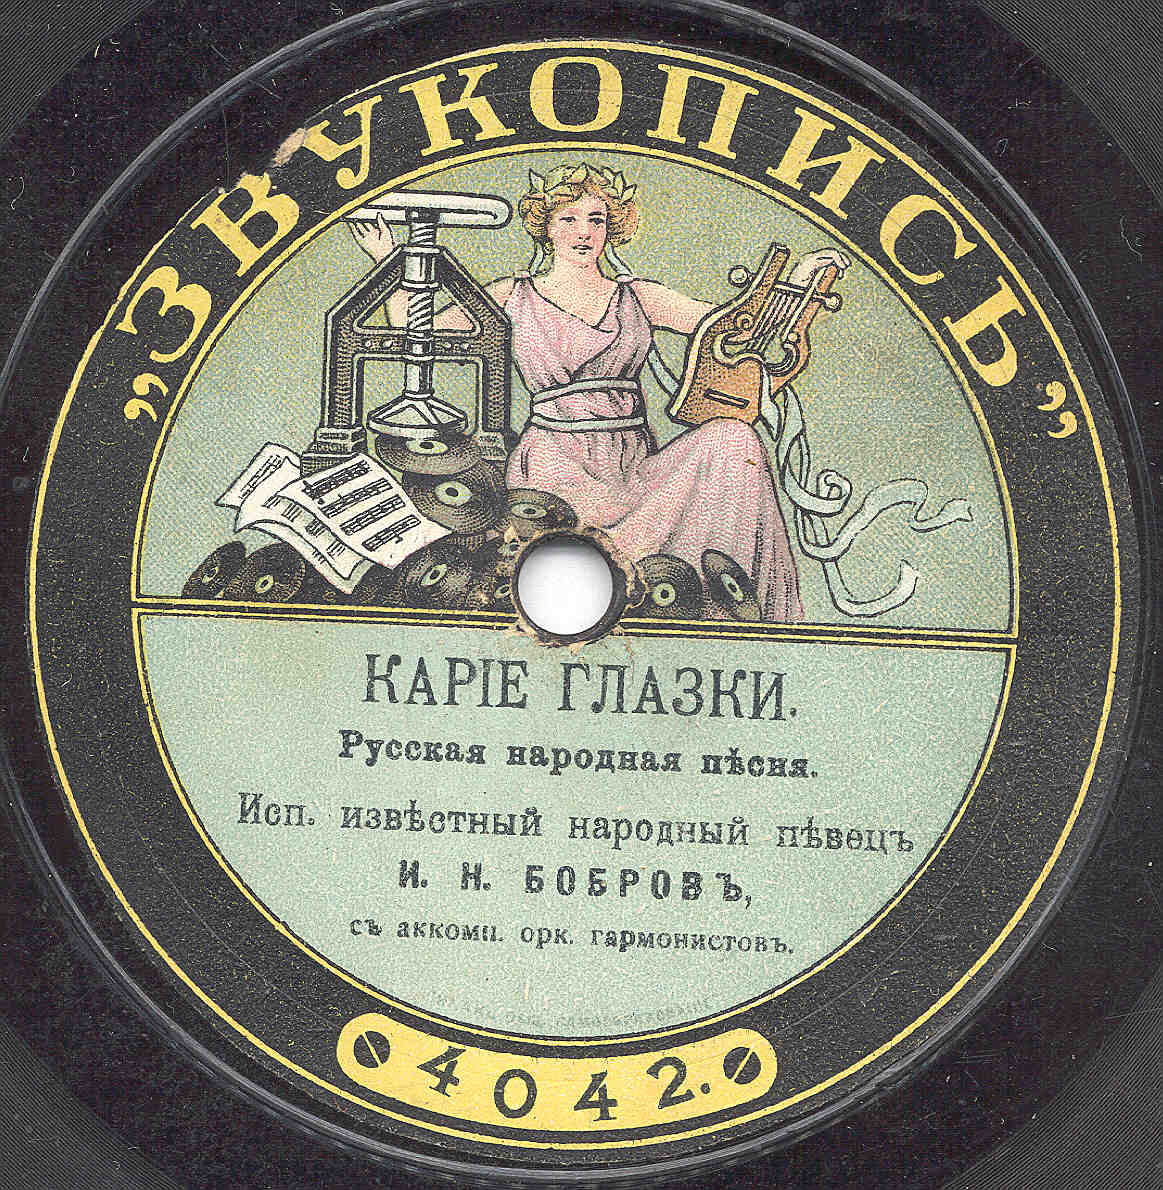 „ЗВУКОПИСЬ”
КАРІЕ ГЛАЗКИ.
Русская народная пѣсня.
Исп. извѣстный народный пѣвецъ
И. Н. БОБРОВЪ,
съ аккомп. орк. гармонистовъ.
4042.